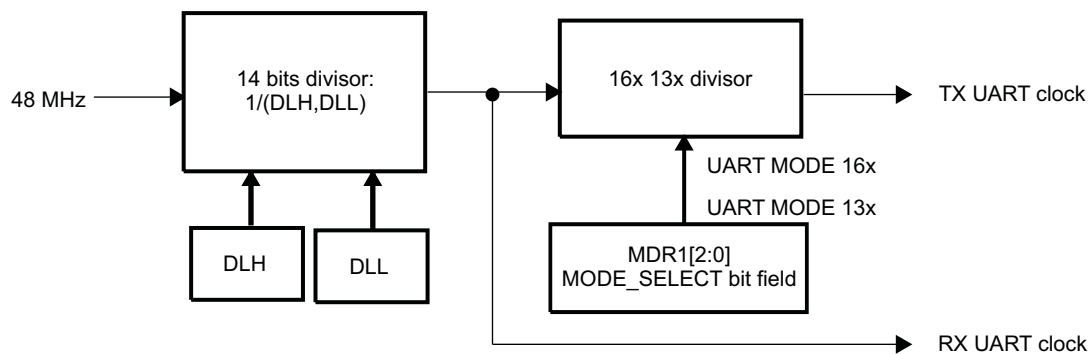 48 MHz
14 bits divisor:
1/(DLH,DLL)
16x 13x divisor
TX UART clock
UART MODE 16x
UART MODE 13x
DLH
DLL
MDR1[2:0]
MODE_SELECT bit field
RX UART clock